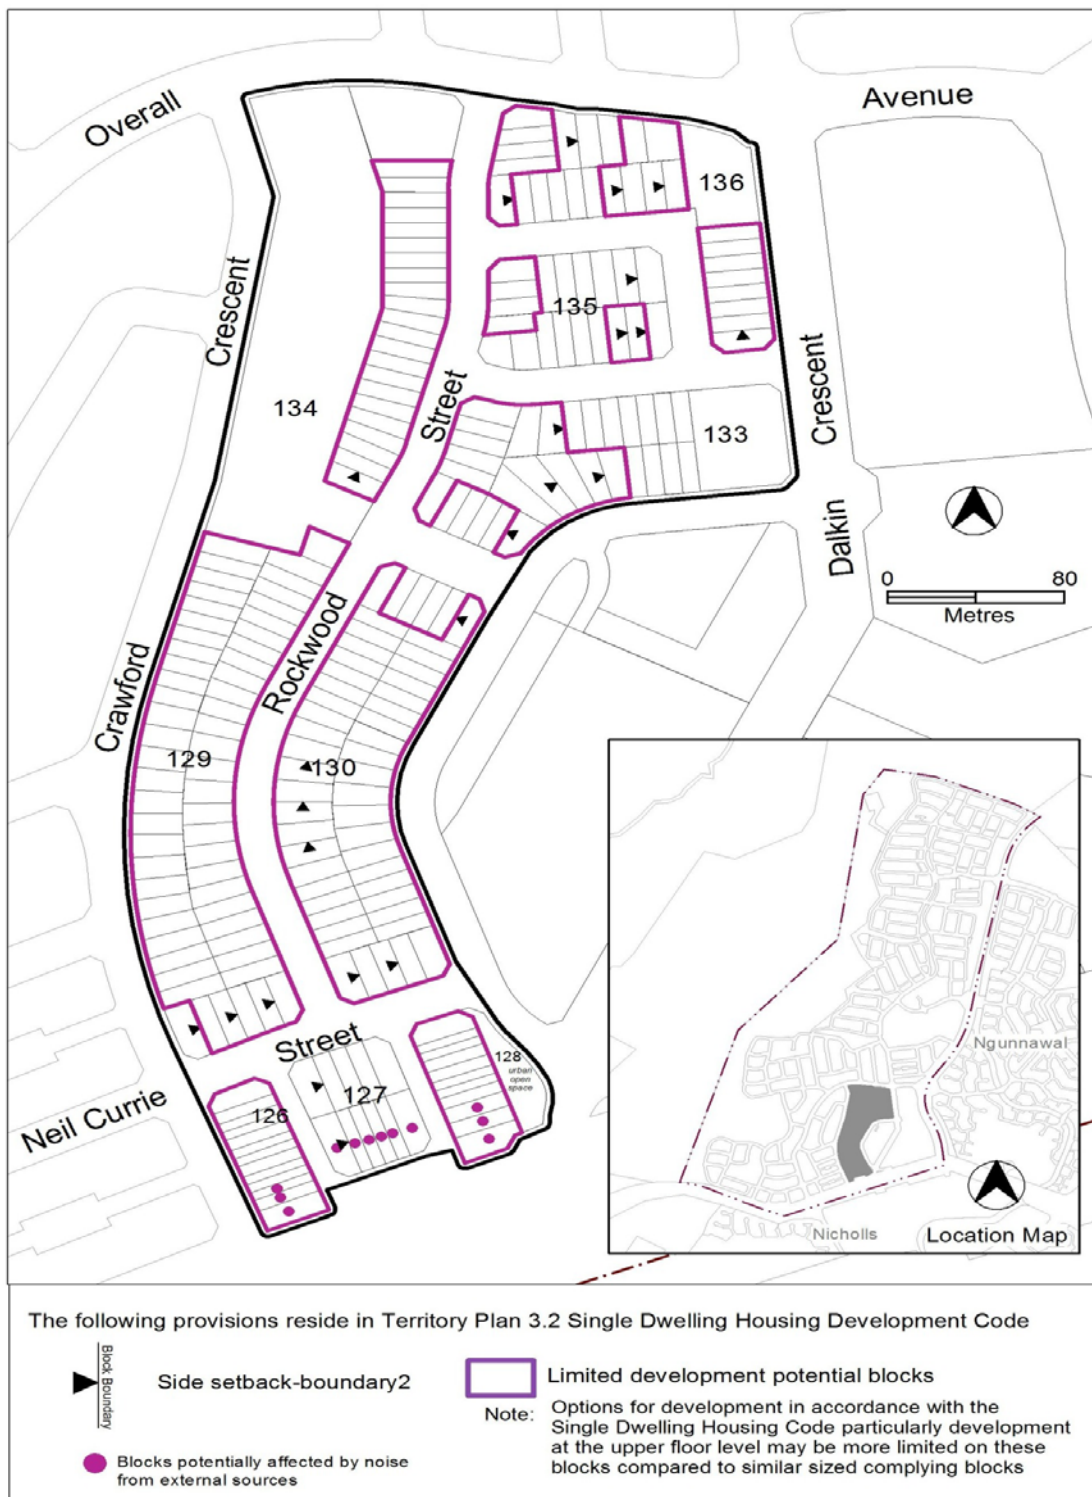 Overall
Avenue
136
Crescent
135
134
Street
133
Crescent
Dalkin
0 80
Metres
Rockwood
Crawford
129
130
Street
128
urban
open
space
127
126
Neil Currie
Ngunnawal
Nicholls
Location Map
The following provisions reside in Territory Plan 3.2 Single Dwelling Housing Development Code
Block Boundary
Side setback-boundary2
Limited development potential blocks
Note: Options for development in accordance with the
Single Dwelling Housing Code particularly development
at the upper floor level may be more limited on these
blocks compared to similar sized complying blocks
Blocks potentially affected by noise
from external sources